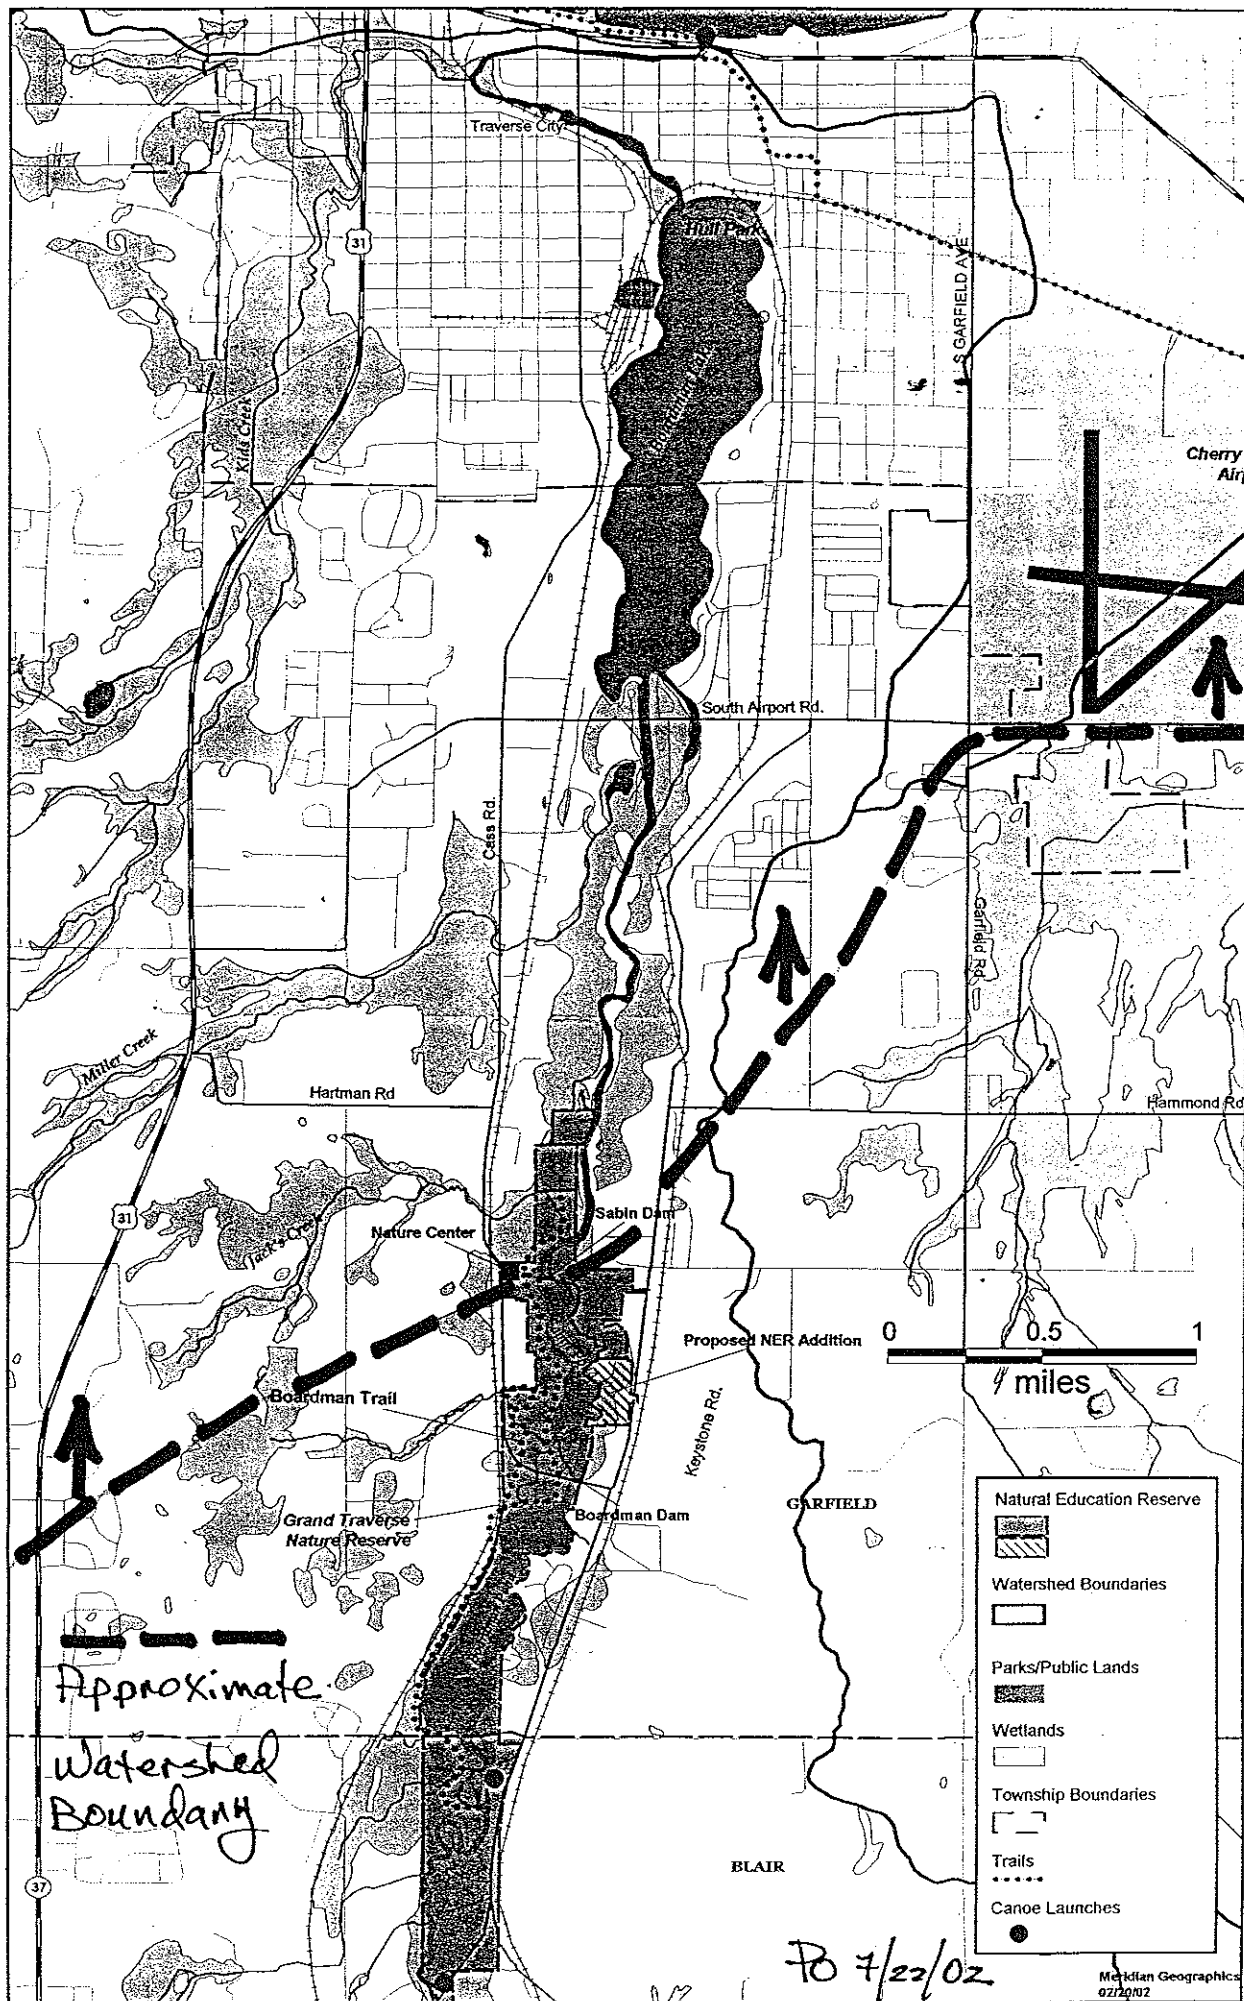 Traverse City
Hull Park
31
S GARFIELD AVE
Boardman Lake
Kids Creek
Cherry
Airp
South Airport Rd.
Cass Rd.
Garfield Rd.
Miller Creek
Hartman Rd
Hammond Rd
31
Jack's Creek
Nature Center
Sabin Dam
Proposed NER Addition
0 0.5 1
miles
Boardman Trail
Keystone Rd.
GARFIELD
Grand Traverse
Nature Reserve
Boardman Dam
Natural Education Reserve
Watershed Boundaries
Parks/Public Lands
Wetlands
Township Boundaries
Trails
Canoe Launches
Approximate
Watershed
Boundary
37
BLAIR
PO 7/22/02
Meridian Geographics
02/20/02